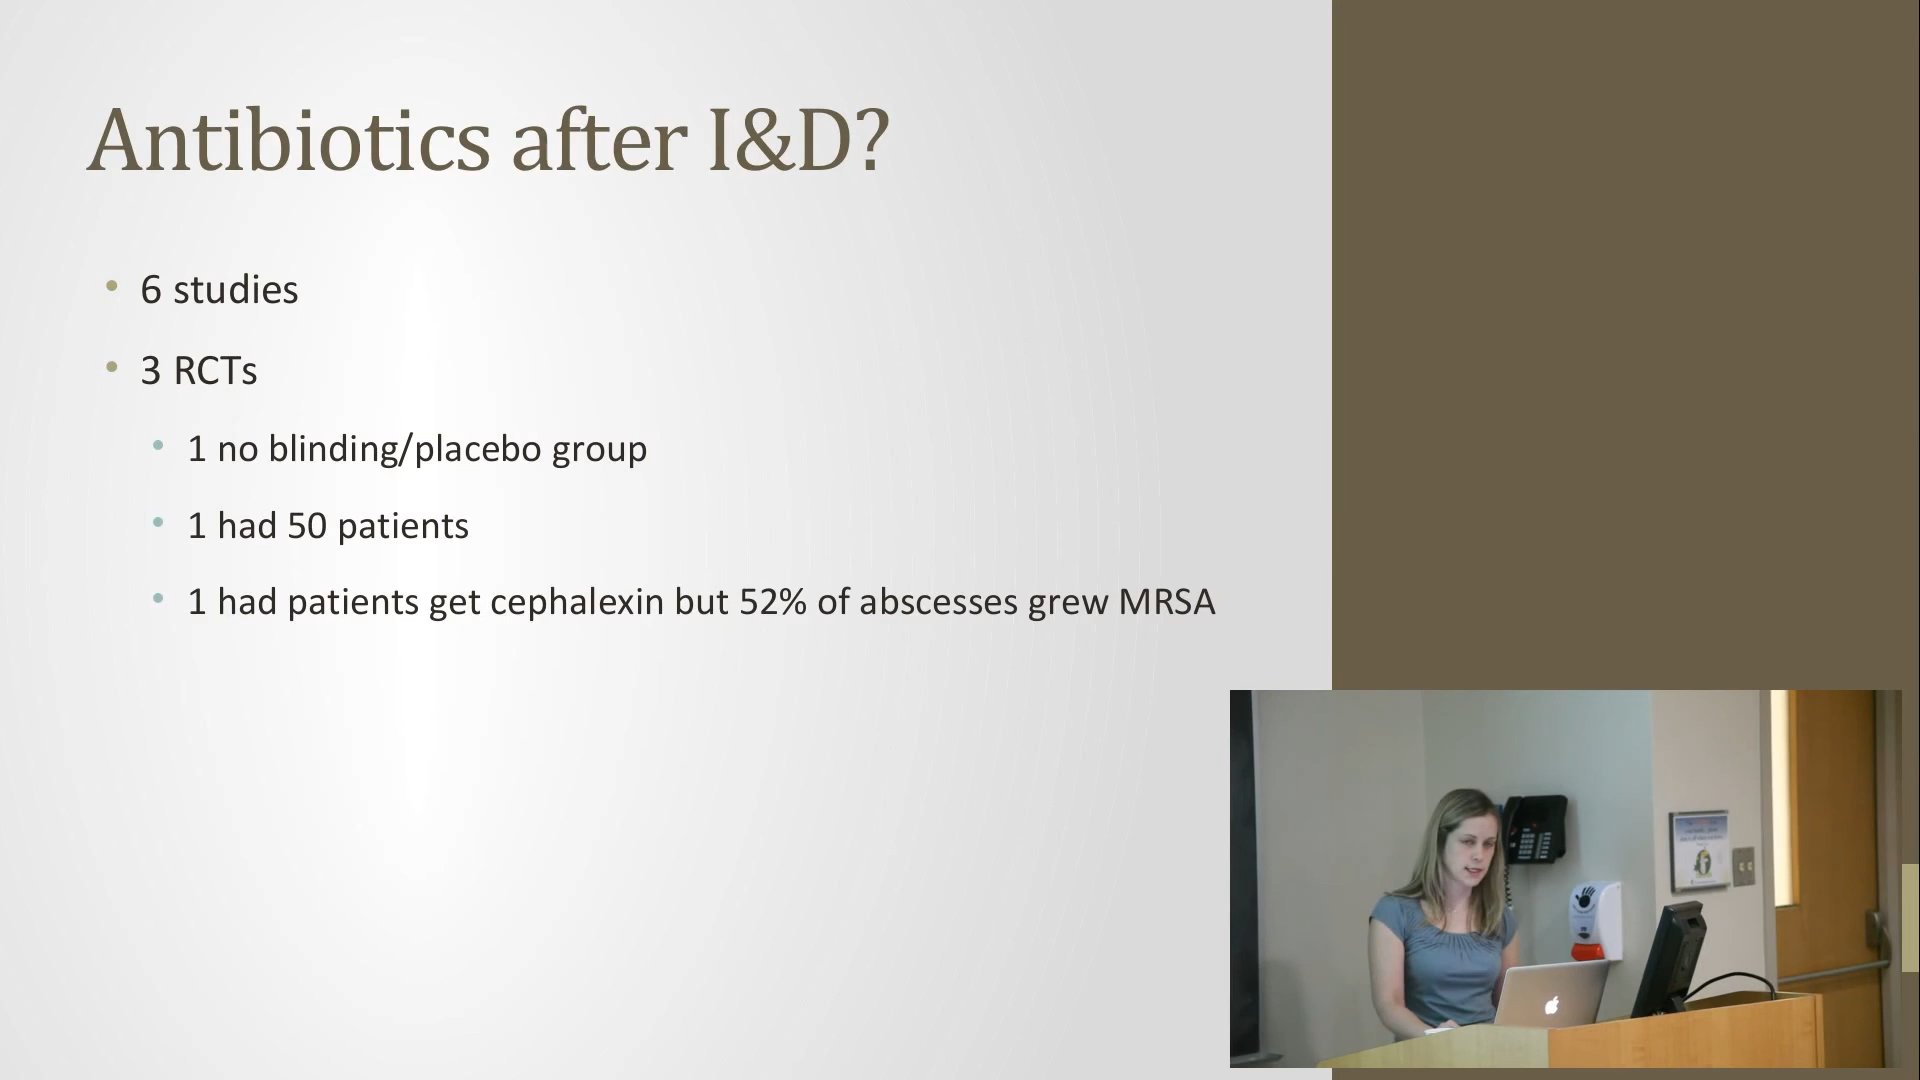 Antibiotics after I&D?
• 6 studies
• 3 RCTs
• 1 no blinding/placebo group
• 1 had 50 patients
• 1 had patients get cephalexin but 52% of abscesses grew MRSA